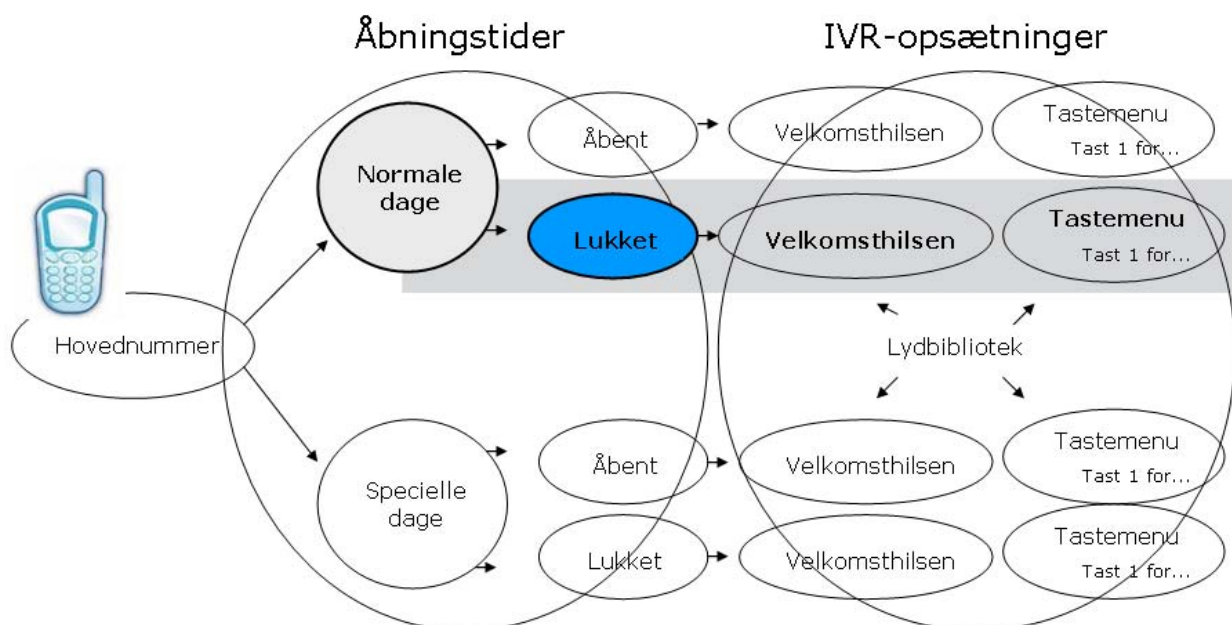 Åbningstider
IVR-opsætninger
Åbent
Velkomsthilsen
Tastemenu
Tast 1 for...
Normale
dage
Lukket
Velkomsthilsen
Tastemenu
Tast 1 for...
Hovednummer
Lydbibliotek
Specielle
dage
Åbent
Velkomsthilsen
Tastemenu
Tast 1 for...
Lukket
Velkomsthilsen
Tastemenu
Tast 1 for...